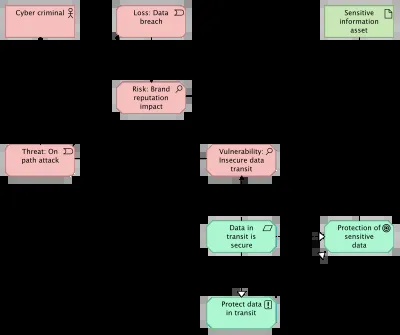 Cyber criminal
Loss: Data
breach
Sensitive
information
asset
Risk: Brand
reputation
impact
Threat: On
path attack
Vulnerability:
Insecure data
transit
Data in
transit is
secure
Protection of
sensitive
data
Protect data
in transit